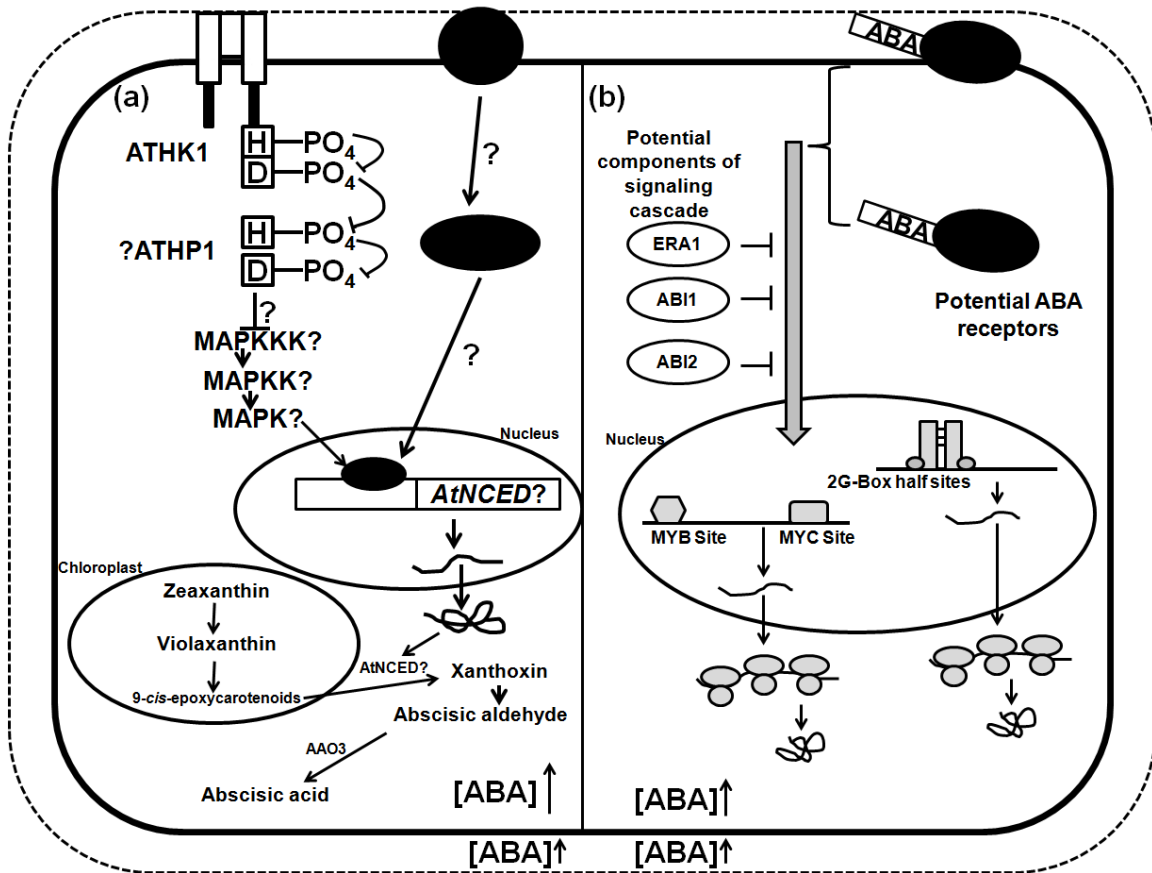 (a)
ATHK1
H
PO4
D
PO4
?ATHP1
H
PO4
D
PO4
?
MAPKKK?
MAPKK?
MAPK?
?
?
Nucleus
AtNCED?
Chloroplast
Zeaxanthin
Violaxanthin
9-cis-epoxycarotenoids
AtNCED?
Xanthoxin
Abscisic aldehyde
AAO3
Abscisic acid
[ABA]
[ABA]
(b)
ABA
Potential
components of
signaling
cascade
ERA1
ABI1
ABI2
ABA
Potential ABA
receptors
Nucleus
2G-Box half sites
MYB Site
MYC Site
[ABA]
[ABA]